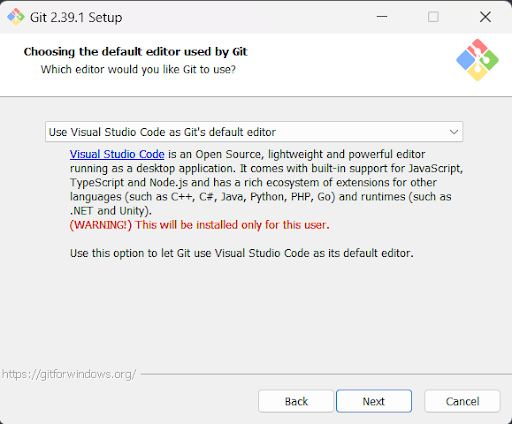 Git 2.39.1 Setup
Choosing the default editor used by Git
Which editor would you like Git to use?
Use Visual Studio Code as Git's default editor
Visual Studio Code is an Open Source, lightweight and powerful editor
running as a desktop application. It comes with built-in support for JavaScript,
TypeScript and Node.js and has a rich ecosystem of extensions for other
languages (such as C++, C#, Java, Python, PHP, Go) and runtimes (such as
.NET and Unity).
(WARNING!) This will be installed only for this user.
Use this option to let Git use Visual Studio Code as its default editor.
https://gitforwindows.org/
Back
Next
Cancel